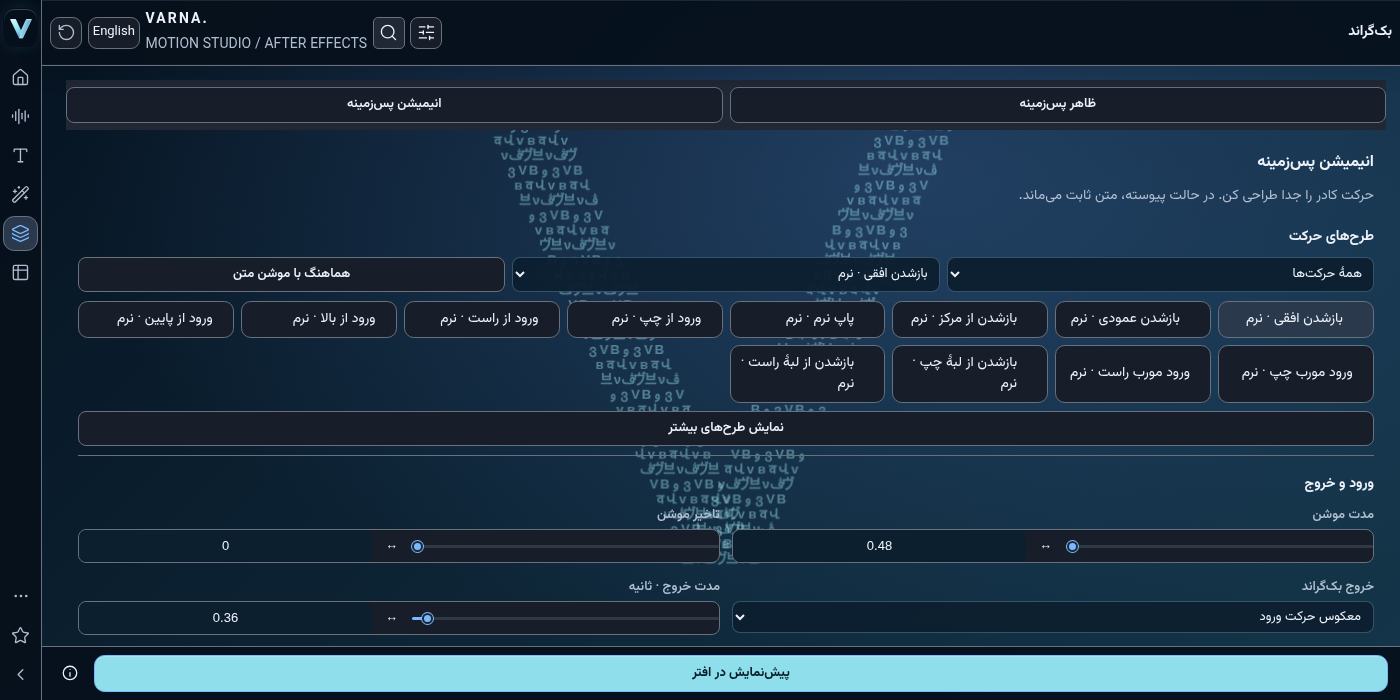 بک‌گراند
VARNA.
English
MOTION STUDIO / AFTER EFFECTS
ظاهر پس‌زمینه
انیمیشن پس‌زمینه
انیمیشن پس‌زمینه
حرکت کادر را جدا طراحی کن. در حالت پیوسته، متن ثابت می‌ماند.
طرح‌های حرکت
همهٔ حرکت‌ها
بازشدن افقی · نرم
هماهنگ با موشن متن
بازشدن افقی · نرم
بازشدن عمودی · نرم
بازشدن از مرکز · نرم
پاپ نرم · نرم
ورود از چپ · نرم
ورود از راست · نرم
ورود از بالا · نرم
ورود از پایین · نرم
ورود مورب چپ · نرم
ورود مورب راست · نرم
بازشدن از لبهٔ چپ ·
نرم
بازشدن از لبهٔ راست ·
نرم
نمایش طرح‌های بیشتر
ورود و خروج
مدت موشن
تاخیر موشن
0.48
0
خروج بک‌گراند
مدت خروج · ثانیه
معکوس حرکت ورود
0.36
پیش‌نمایش در افتر